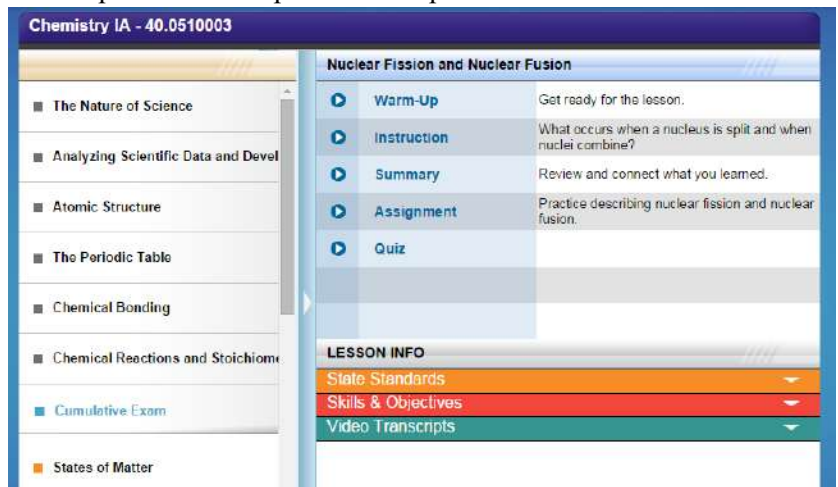 Chemistry IA - 40.0510003
The Nature of Science
Analyzing Scientific Data and Devel
Atomic Structure
The Periodic Table
Chemical Bonding
Chemical Reactions and Stoichiom
Cumulative Exam
States of Matter
Nuclear Fission and Nuclear Fusion
Warm-Up Get ready for the lesson.
Instruction What occurs when a nucleus is split and when
nuclei combine?
Summary Review and connect what you learned.
Assignment Practice describing nuclear fission and nuclear
fusion.
Quiz
LESSON INFO
State Standards
Skills & Objectives
Video Transcripts